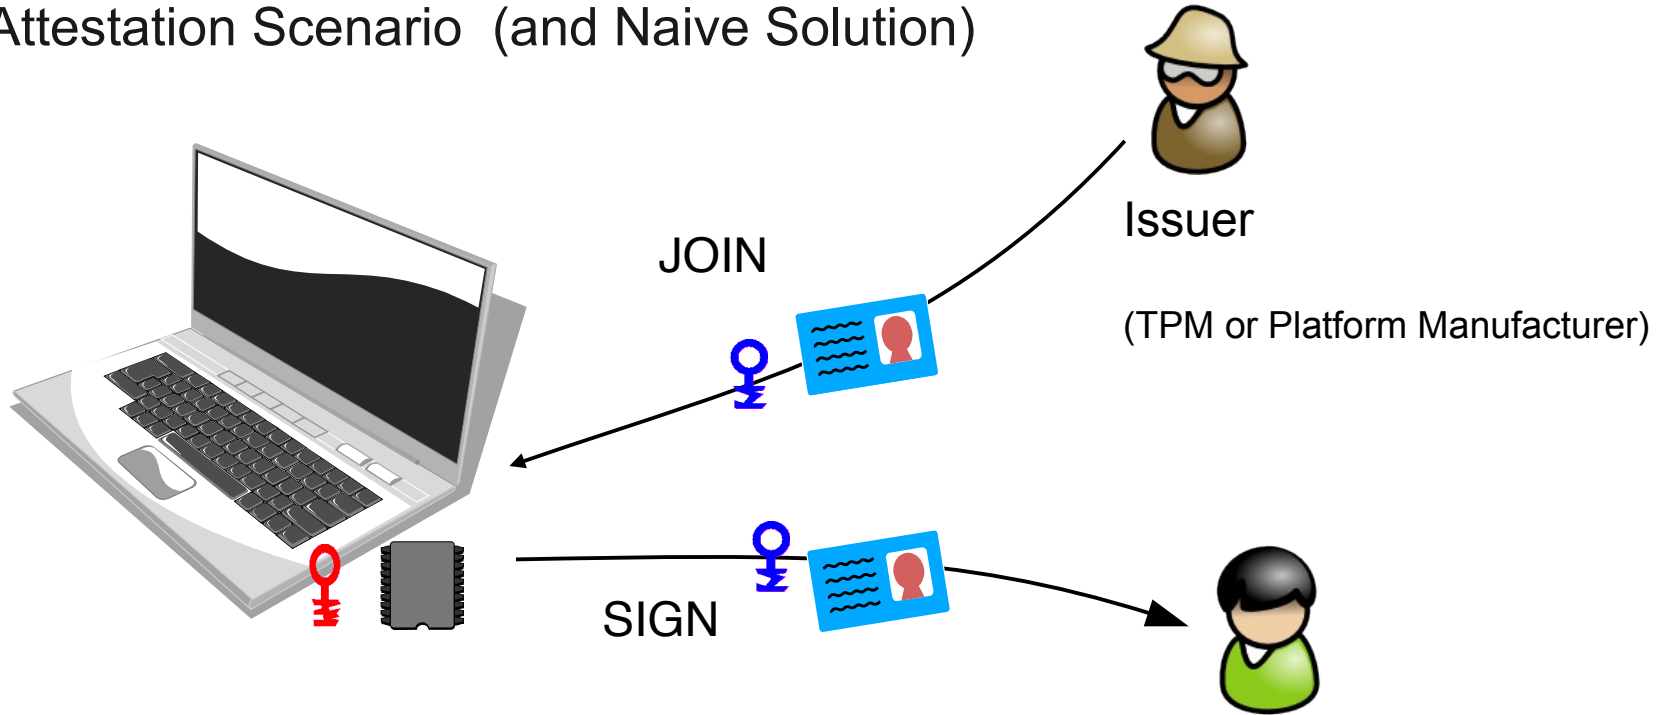 Attestation Scenario (and Naive Solution)
Issuer
JOIN
(TPM or Platform Manufacturer)
SIGN